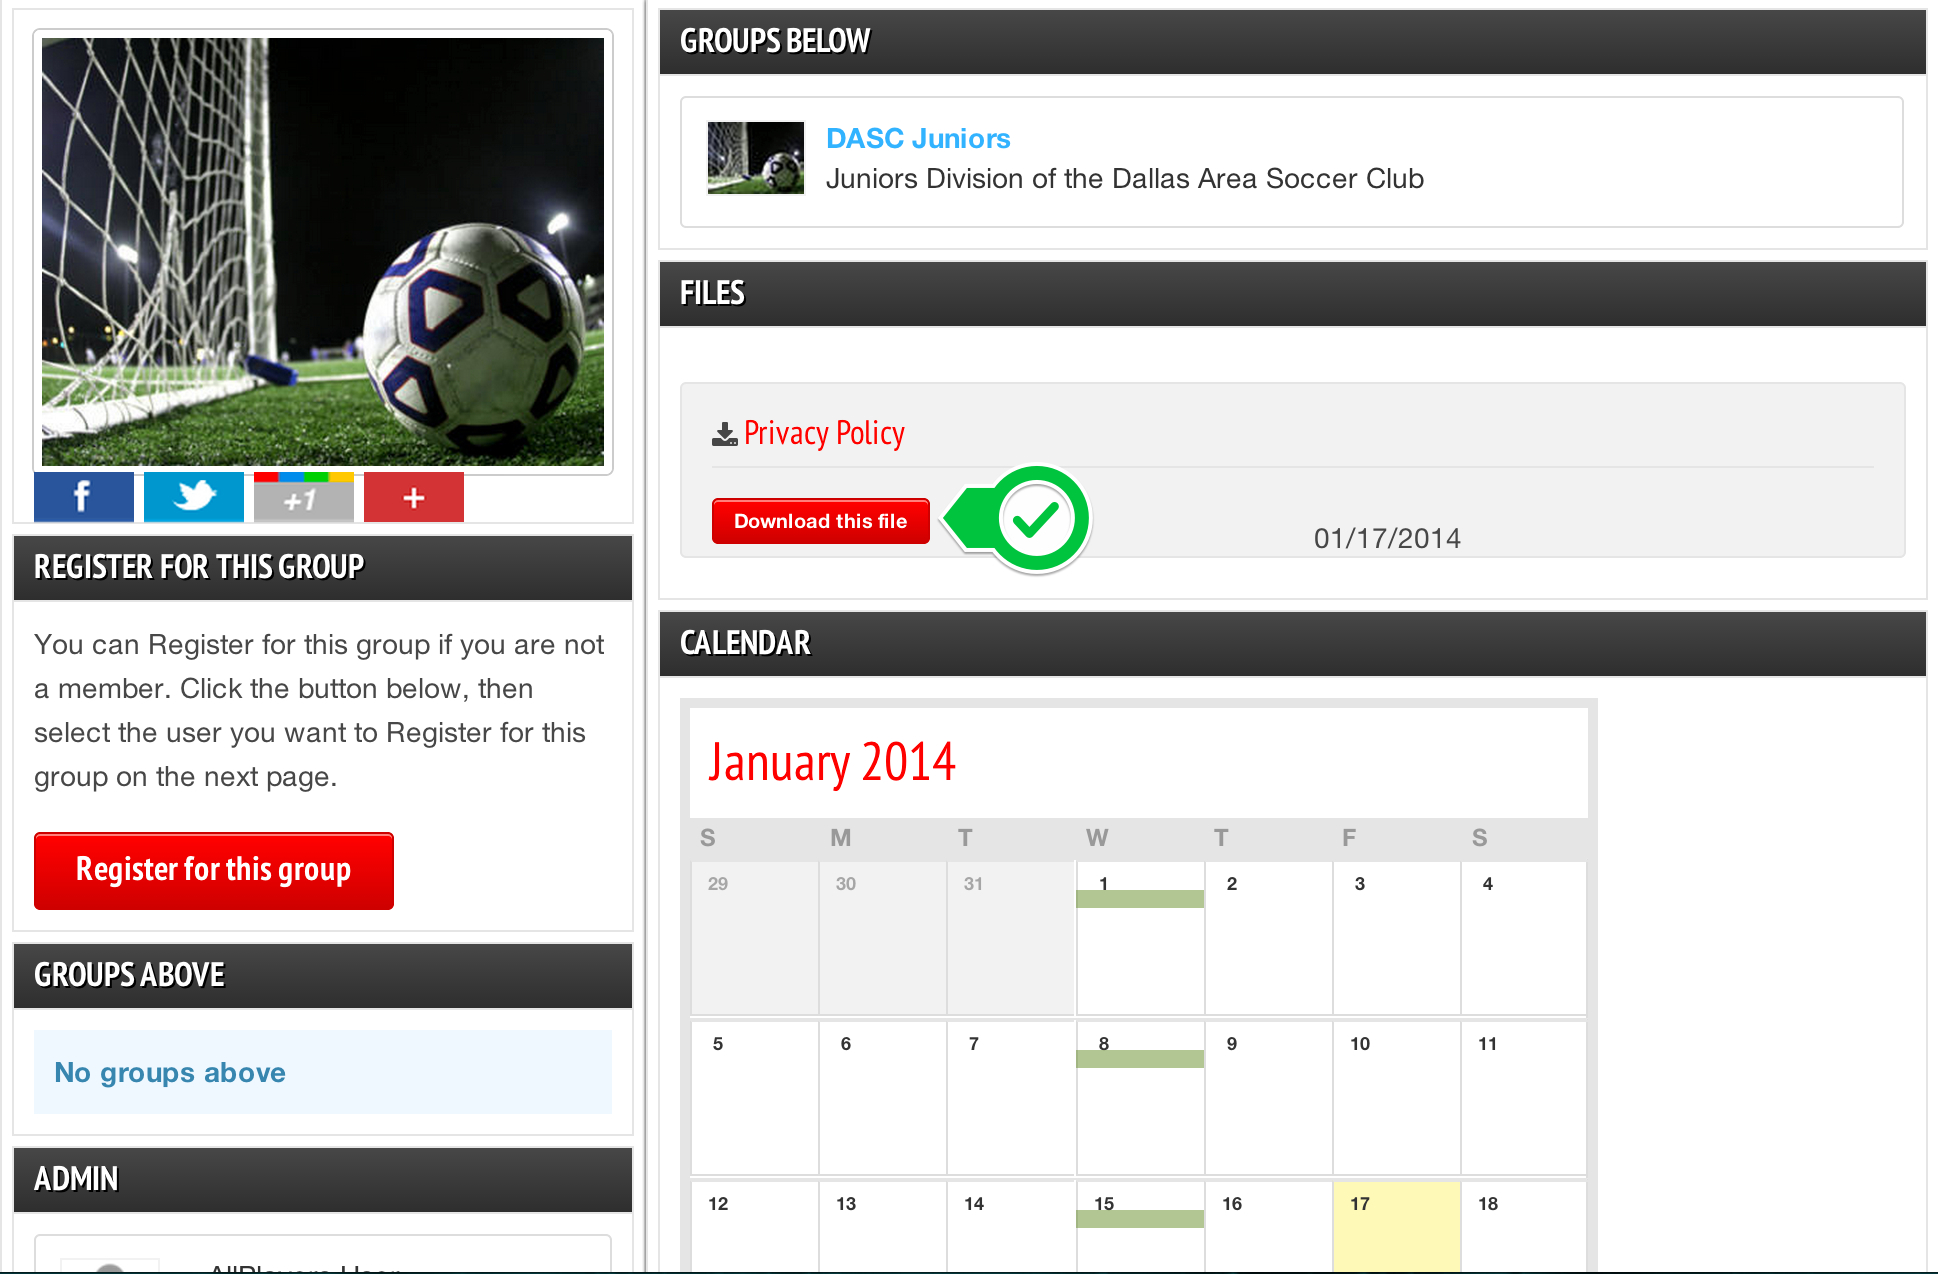 f
+1
+
REGISTER FOR THIS GROUP
You can Register for this group if you are not
a member. Click the button below, then
select the user you want to Register for this
group on the next page.
Register for this group
GROUPS ABOVE
No groups above
ADMIN
AllPlayers User
GROUPS BELOW
DASC Juniors
Juniors Division of the Dallas Area Soccer Club
FILES
Privacy Policy
Download this file
01/17/2014
CALENDAR
January 2014
S M T W T F S
29 30 31 1 2 3 4
5 6 7 8 9 10 11
12 13 14 15 16 17 18